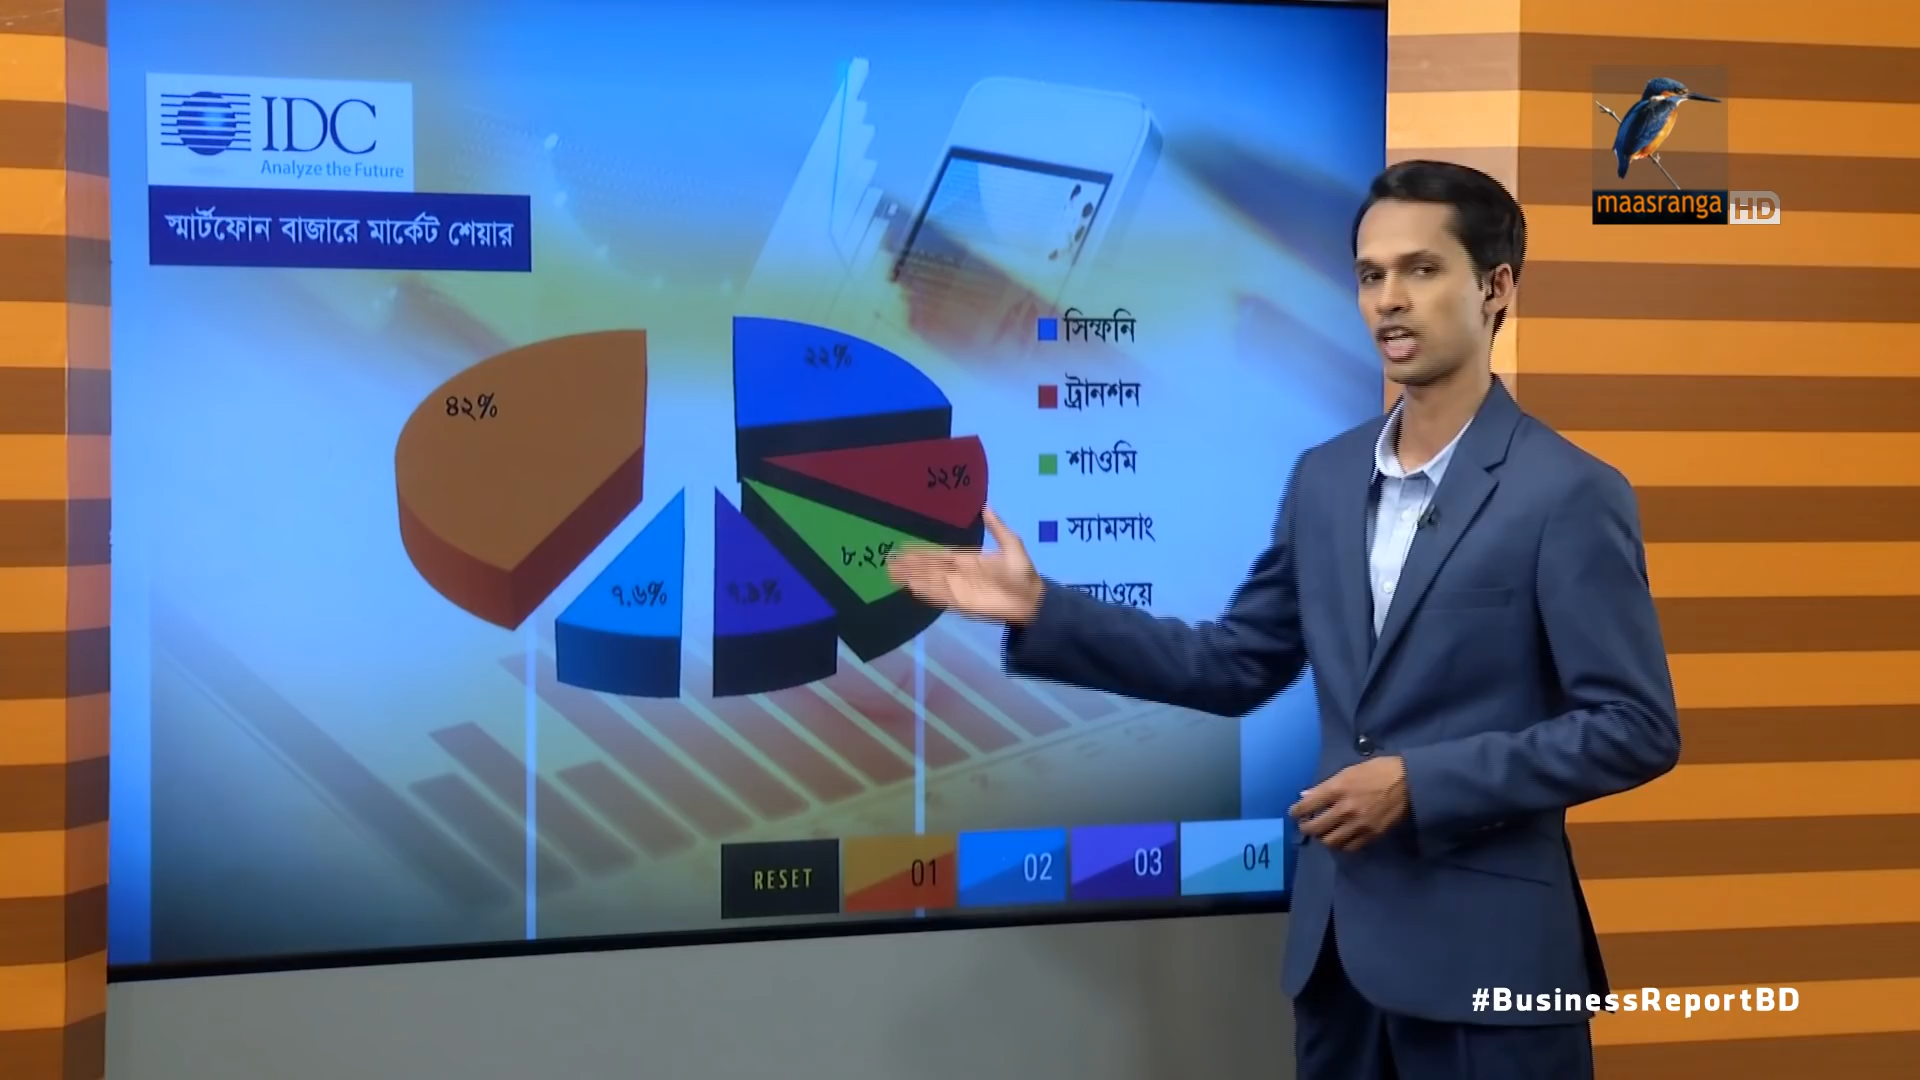 IDC
Analyze the Future
স্মার্টফোন বাজারে মার্কেট শেয়ার
maasranga HD
সিম্ফনি
ট্রানশন
শাওমি
স্যামসাং
২২%
৪২%
১২%
৮.২%
৭.৬%
RESET
01
02
03
04
#BusinessReportBD